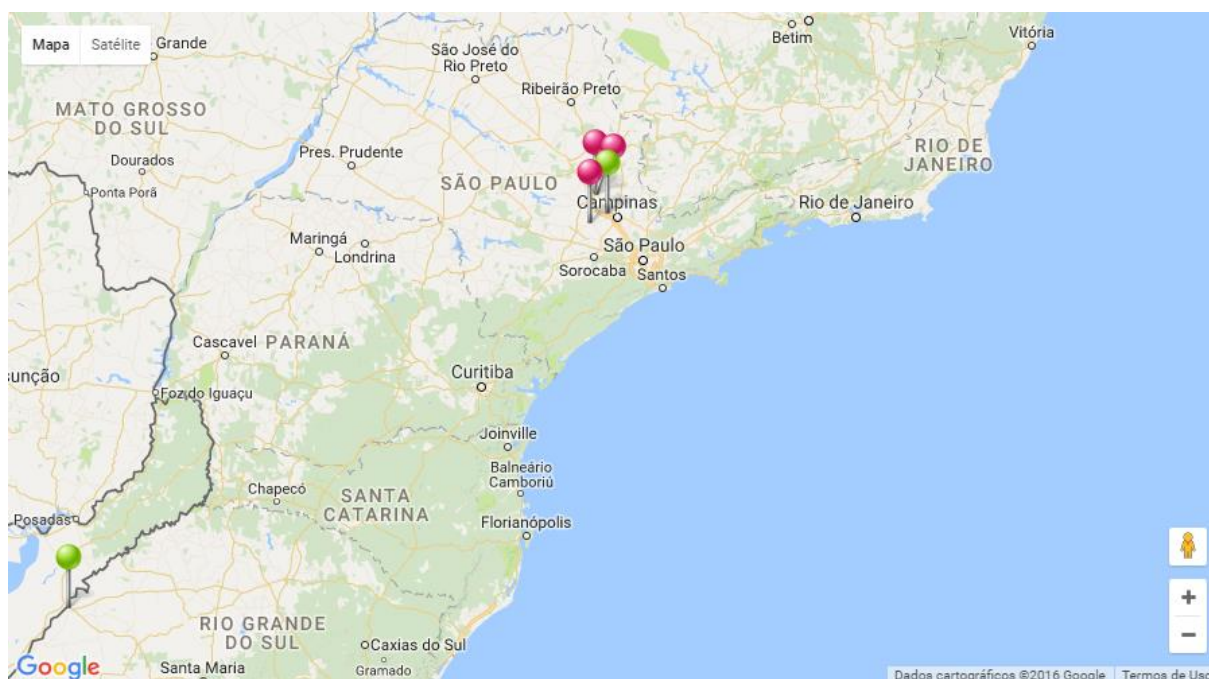 Mapa
Satélite
Grande
Betim
Vitória
São José do
Rio Preto
Ribeirão Preto
MATO GROSSO
DO SUL
Dourados
Pres. Prudente
Ponta Porã
SÃO PAULO
RIO DE
JANEIRO
Campinas
Rio de Janeiro
Maringá
Londrina
São Paulo
Sorocaba
Santos
Cascavel
PARANÁ
sunção
Foz do Iguaçu
Curitiba
Joinville
Balneário
Camboriú
Chapecó
SANTA
CATARINA
Florianópolis
Posadas
RIO GRANDE
DO SUL
Caxias do Sul
Gramado
Santa Maria
Google
Dados cartográficos ©2016 Google
Termos de Uso